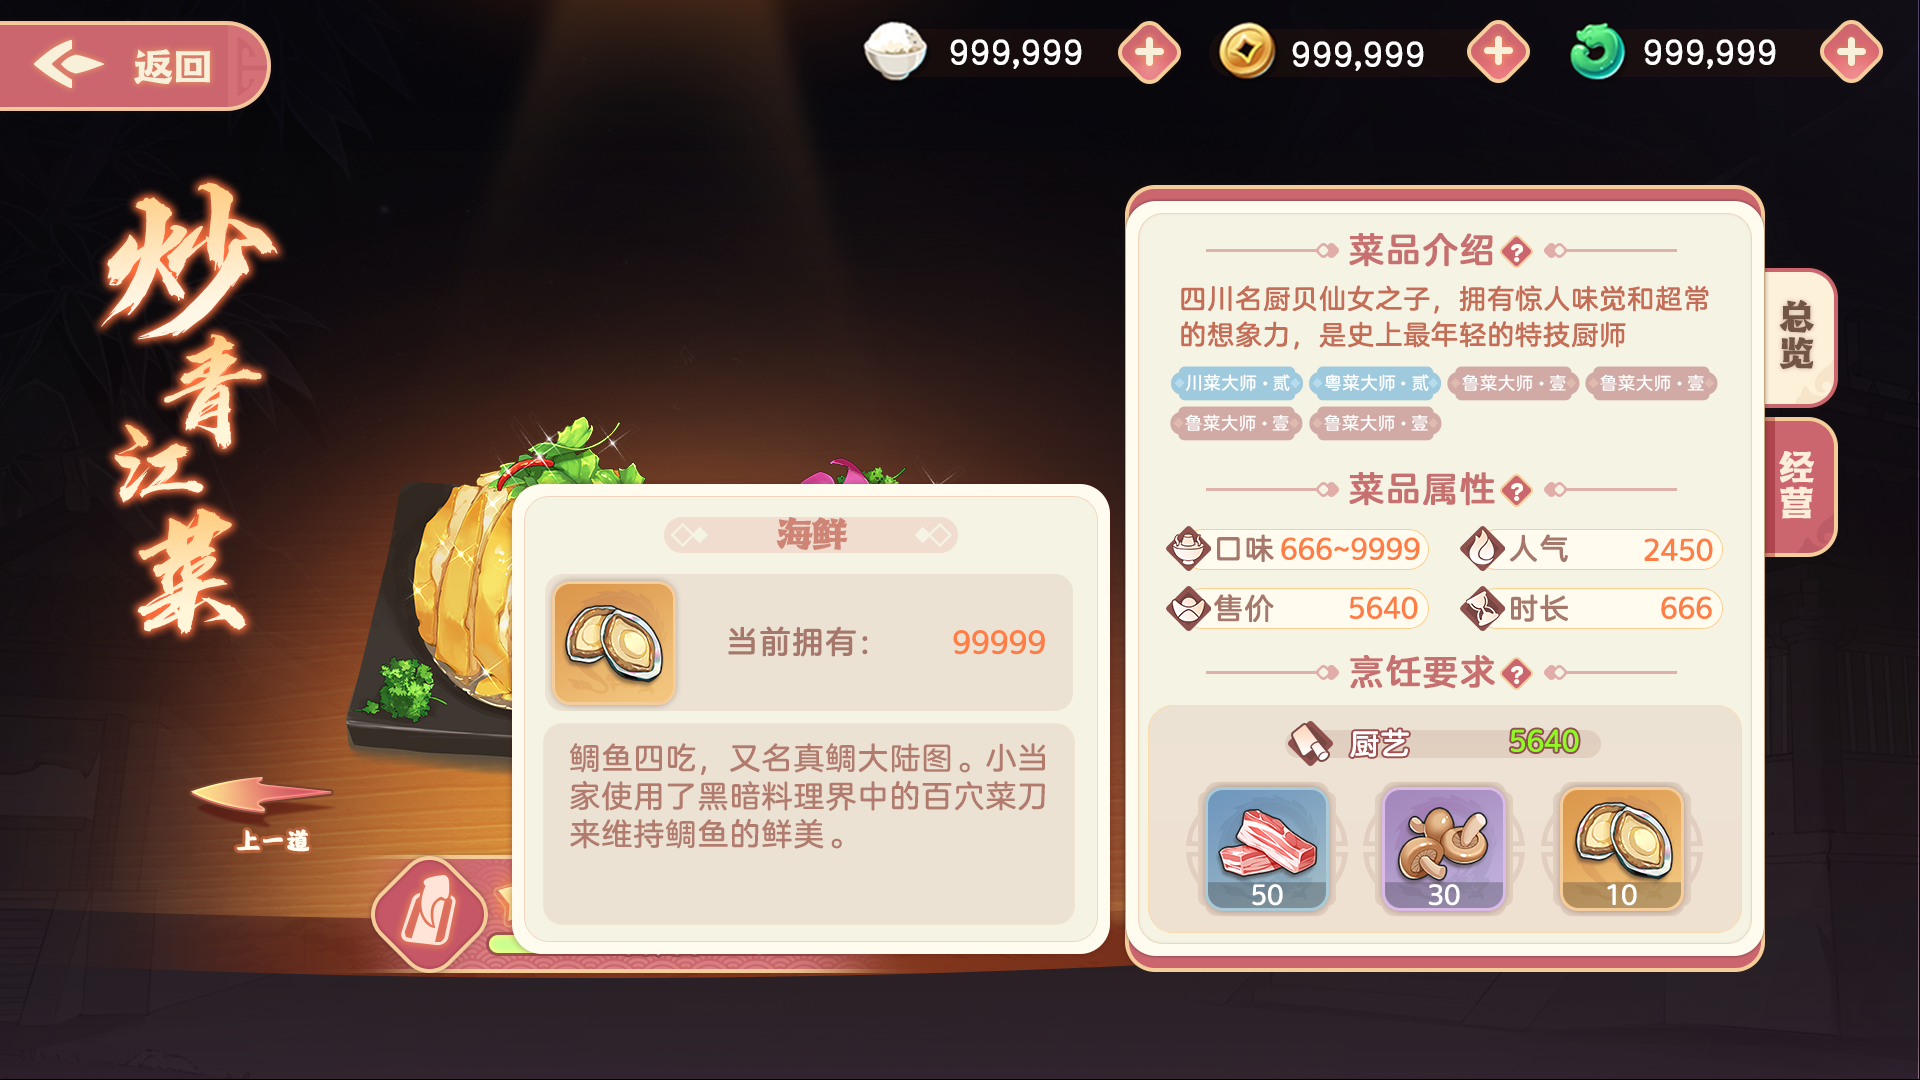 返回
999,999
999,999
999,999
炒青江菜
上一道
海鲜
当前拥有：
99999
鲷鱼四吃，又名真鲷大陆图。小当
家使用了黑暗料理界中的百穴菜刀
来维持鲷鱼的鲜美。
菜品介绍
四川名厨贝仙女之子，拥有惊人味觉和超常
的想象力，是史上最年轻的特技厨师
川菜大师·贰 粤菜大师·贰 鲁菜大师·壹 鲁菜大师·壹
鲁菜大师·壹 鲁菜大师·壹
菜品属性
口味 666~9999 人气 2450
售价 5640 时长 666
烹饪要求
厨艺 5640
50 30 10
总览
经营